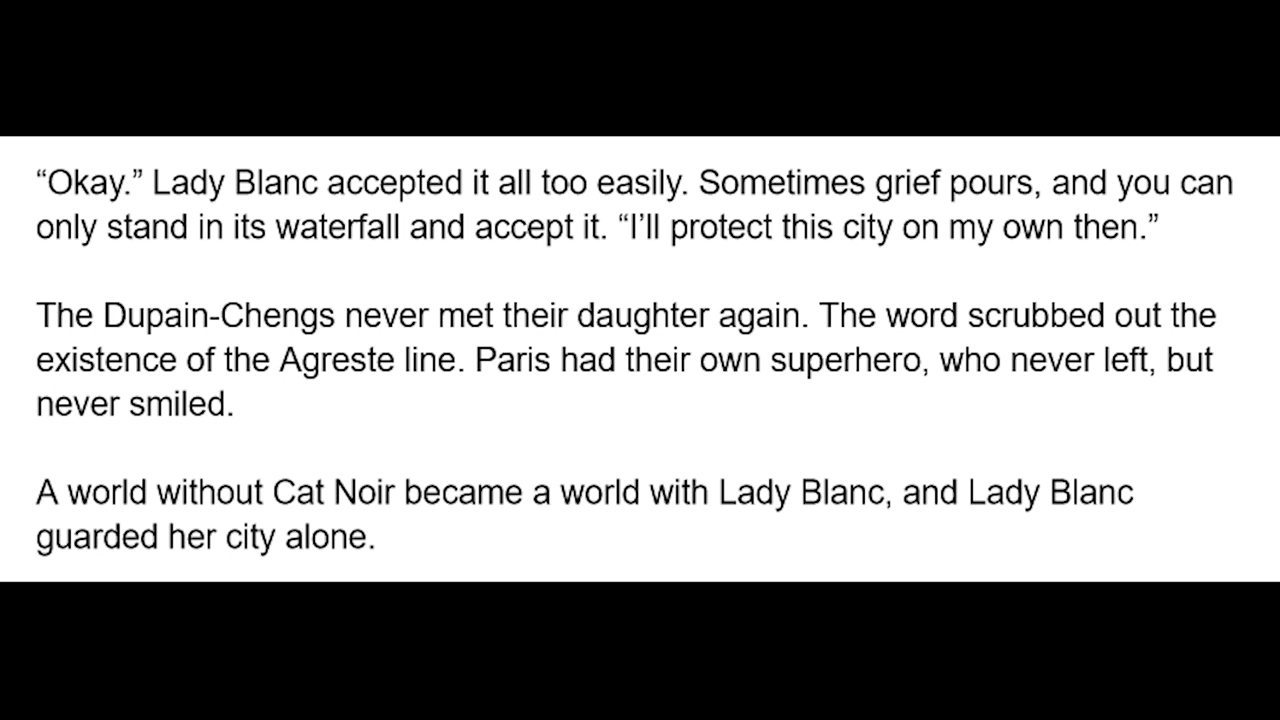 “Okay.” Lady Blanc accepted it all too easily. Sometimes grief pours, and you can
only stand in its waterfall and accept it. “I’ll protect this city on my own then.”
The Dupain-Chengs never met their daughter again. The word scrubbed out the
existence of the Agreste line. Paris had their own superhero, who never left, but
never smiled.
A world without Cat Noir became a world with Lady Blanc, and Lady Blanc
guarded her city alone.